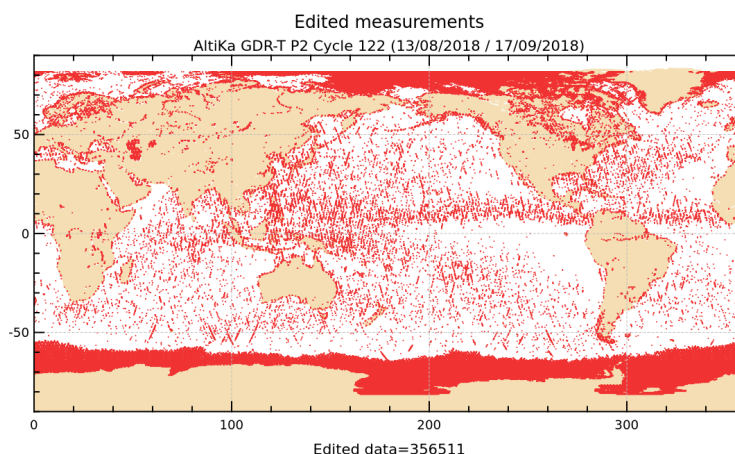 Edited measurements
AltiKa GDR-T P2 Cycle 122 (13/08/2018 / 17/09/2018)
50
0
-50
0 100 200 300
Edited data=356511